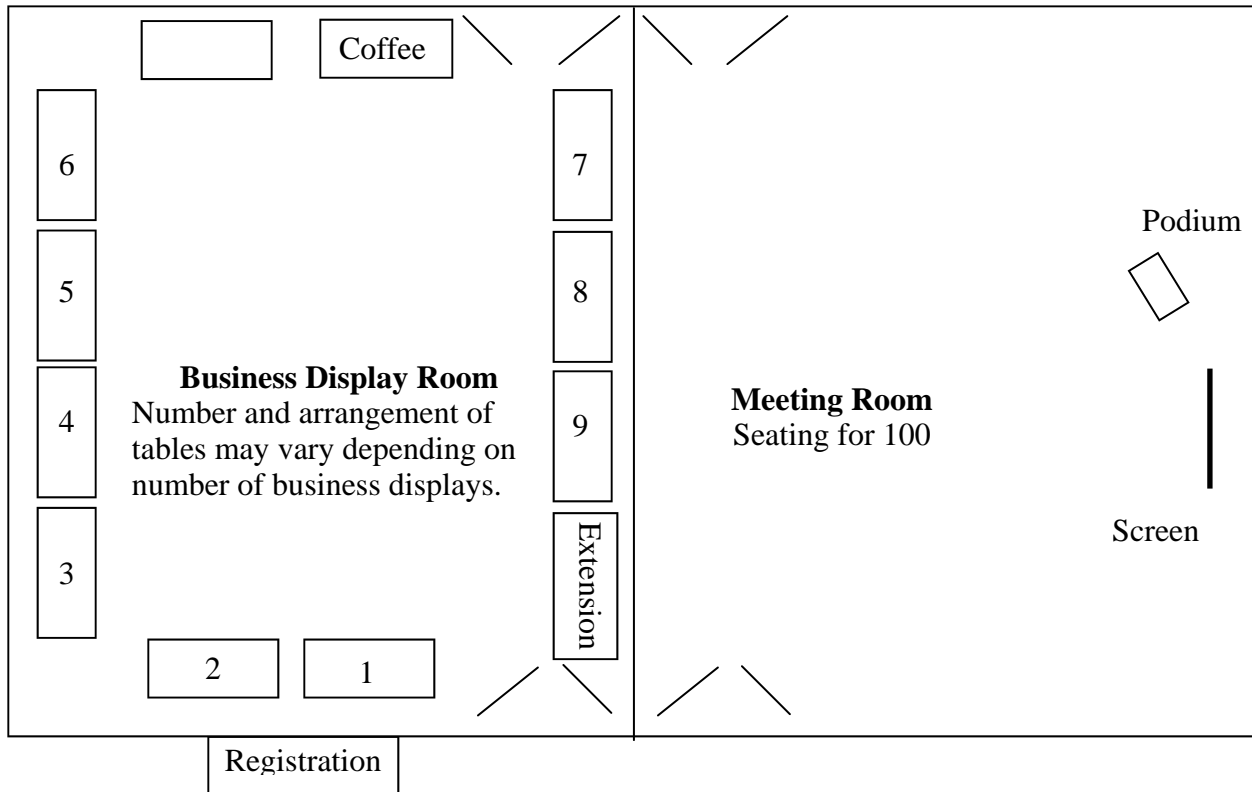 Coffee
6
7
Podium
5
8
Business Display Room
Number and arrangement of
tables may vary depending on
number of business displays.
4
9
Meeting Room
Seating for 100
Screen
3
Extension
2
1
Registration